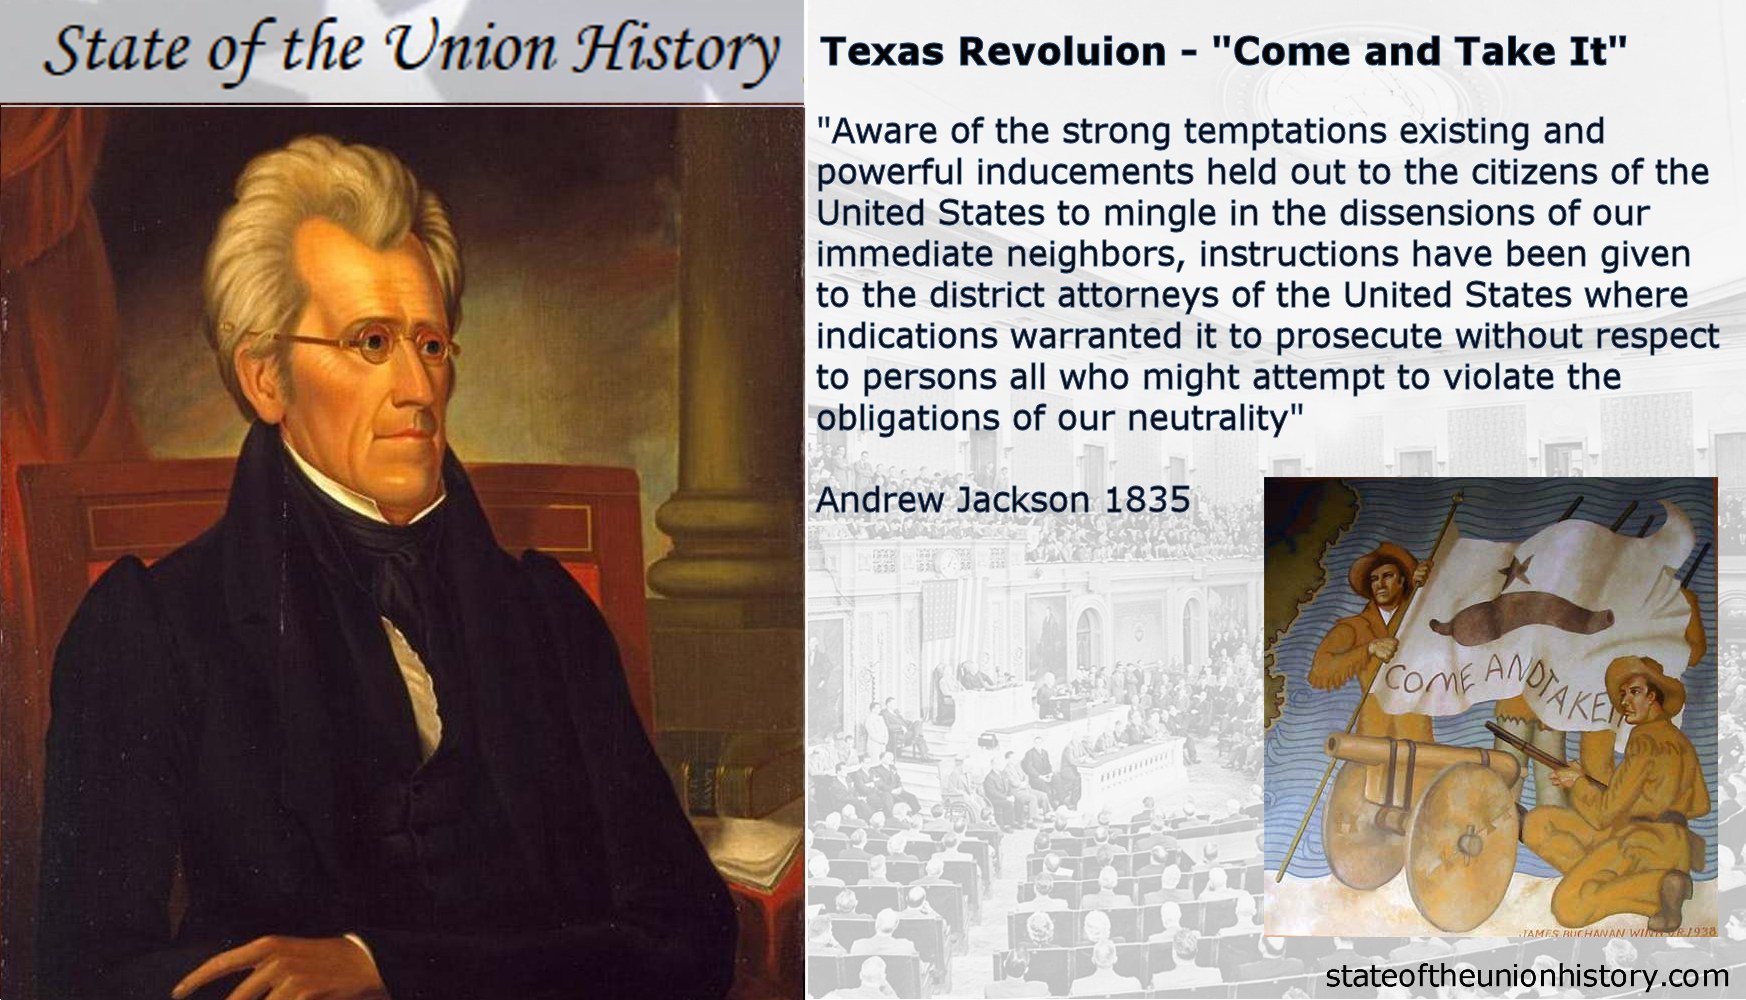 State of the Union History
Texas Revoluion - "Come and Take It"
"Aware of the strong temptations existing and
powerful inducements held out to the citizens of the
United States to mingle in the dissensions of our
immediate neighbors, instructions have been given
to the district attorneys of the United States where
indications warranted it to prosecute without respect
to persons all who might attempt to violate the
obligations of our neutrality"
Andrew Jackson 1835
COME AND TAKE
JAMES BUCHANAN 1938
stateoftheunionhistory.com